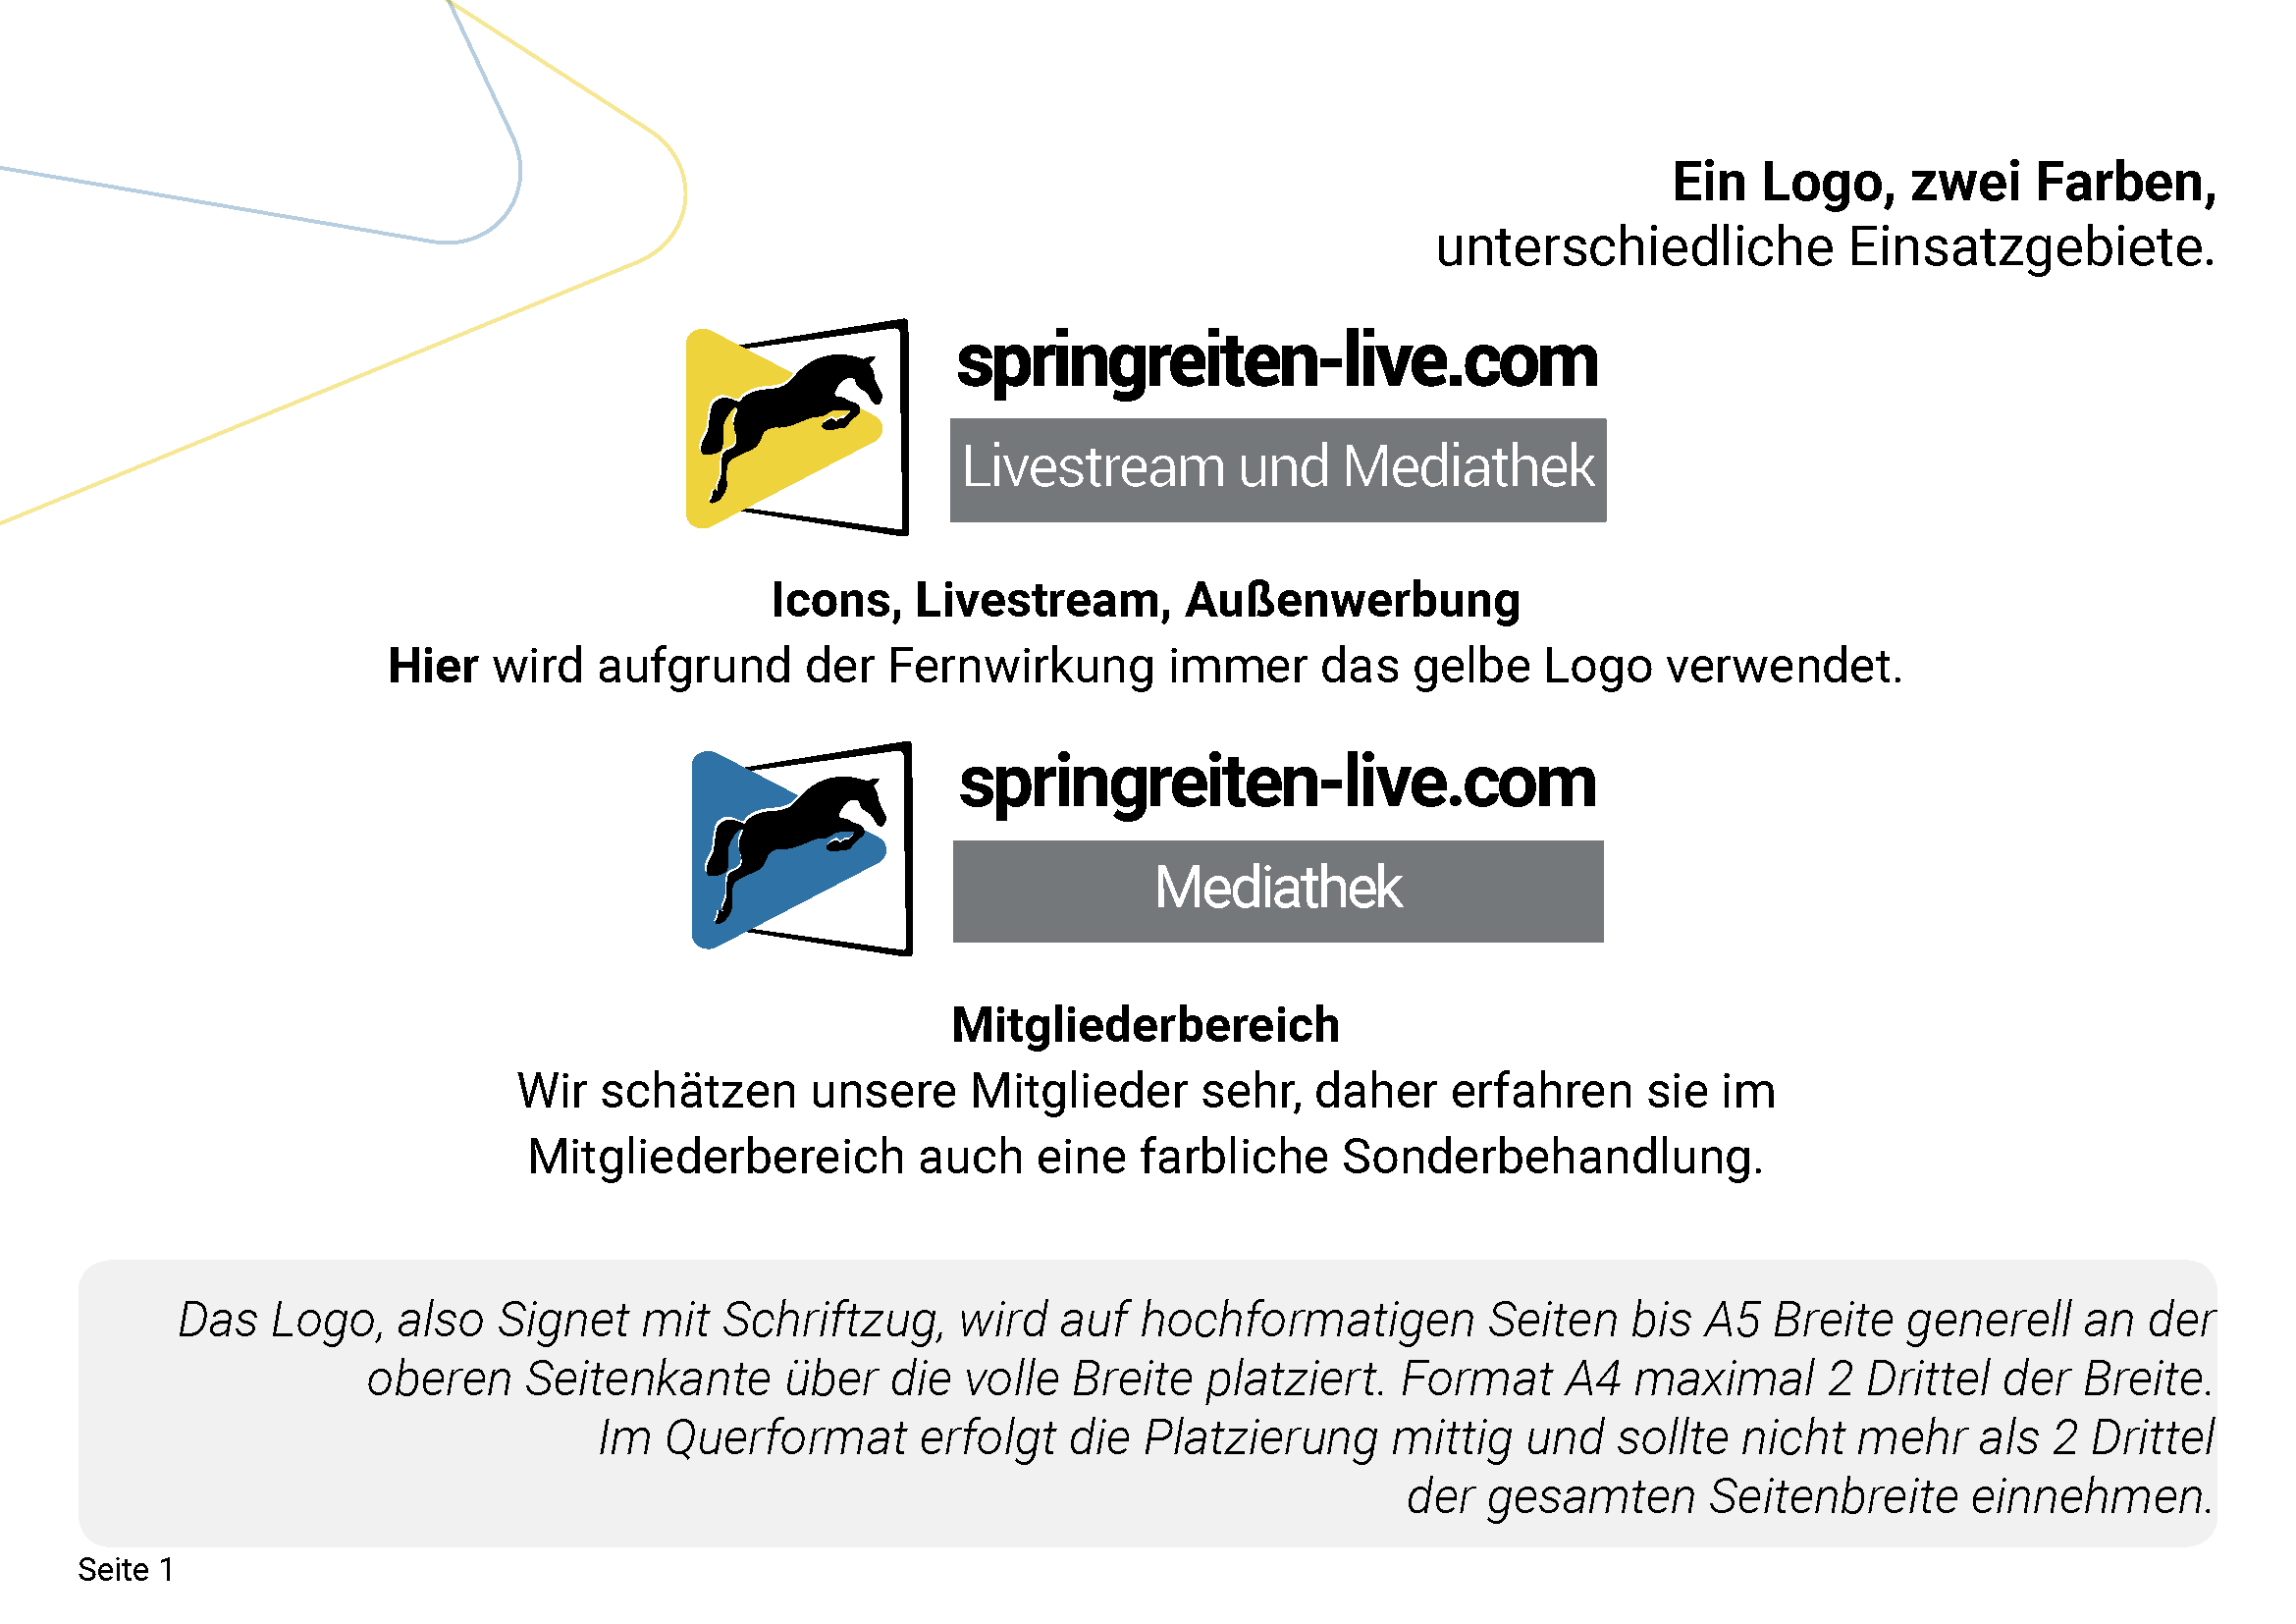 Ein Logo, zwei Farben,
unterschiedliche Einsatzgebiete.
springreiten-live.com
Livestream und Mediathek
Icons, Livestream, Außenwerbung
Hier wird aufgrund der Fernwirkung immer das gelbe Logo verwendet.
springreiten-live.com
Mediathek
Mitgliederbereich
Wir schätzen unsere Mitglieder sehr, daher erfahren sie im
Mitgliederbereich auch eine farbliche Sonderbehandlung.
Das Logo, also Signet mit Schriftzug, wird auf hochformatigen Seiten bis A5 Breite generell an der
oberen Seitenkante über die volle Breite platziert. Format A4 maximal 2 Drittel der Breite.
Im Querformat erfolgt die Platzierung mittig und sollte nicht mehr als 2 Drittel
der gesamten Seitenbreite einnehmen.
Seite 1